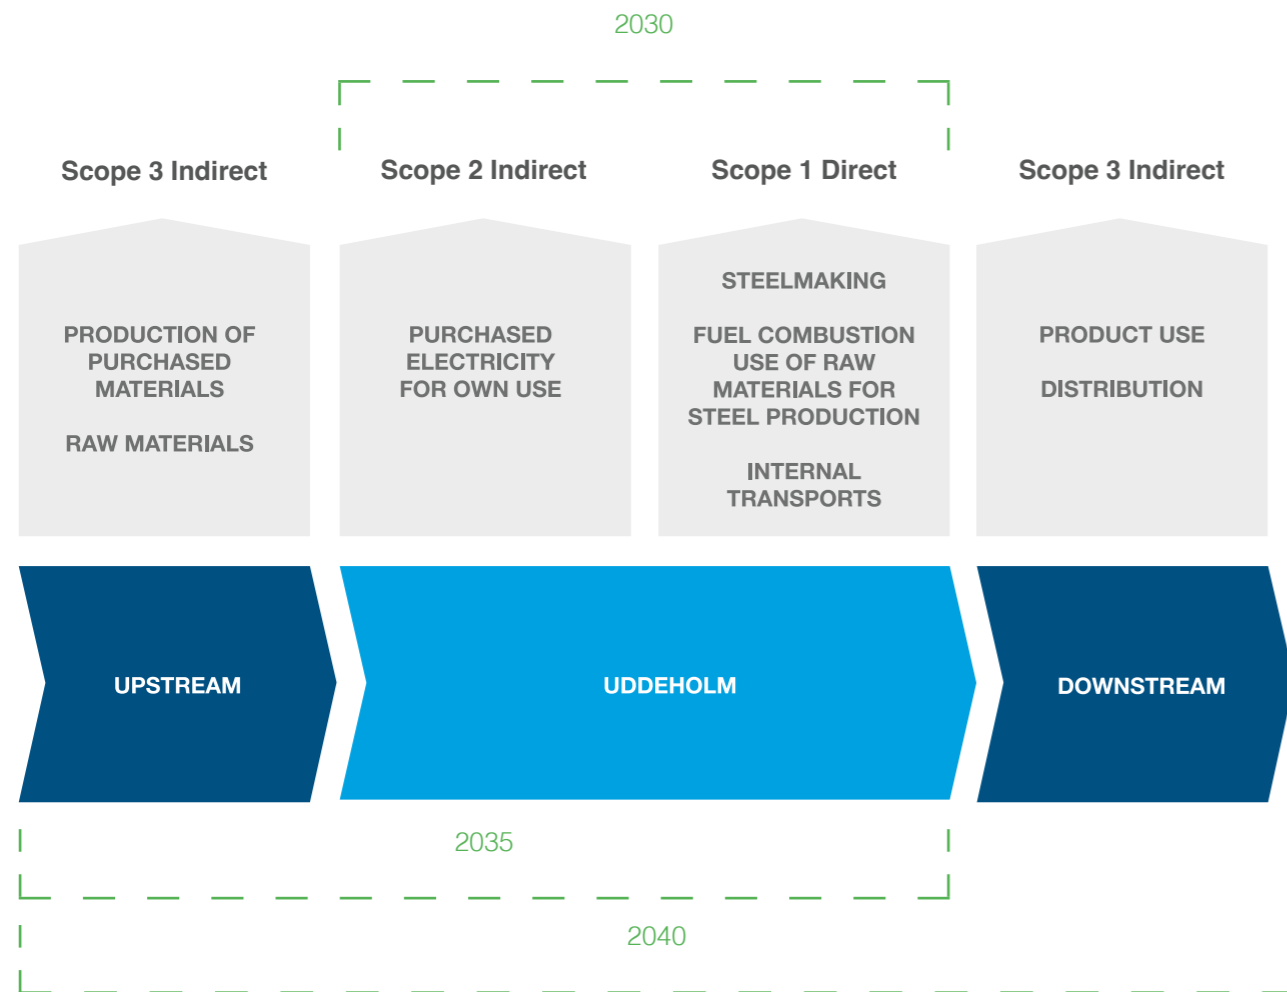 2030
Scope 3 Indirect
Scope 2 Indirect
Scope 1 Direct
Scope 3 Indirect
PRODUCTION OF
PURCHASED
MATERIALS
RAW MATERIALS
PURCHASED
ELECTRICITY
FOR OWN USE
STEELMAKING
FUEL COMBUSTION
USE OF RAW
MATERIALS FOR
STEEL PRODUCTION
INTERNAL
TRANSPORTS
PRODUCT USE
DISTRIBUTION
UPSTREAM
UDDEHOLM
DOWNSTREAM
2035
2040